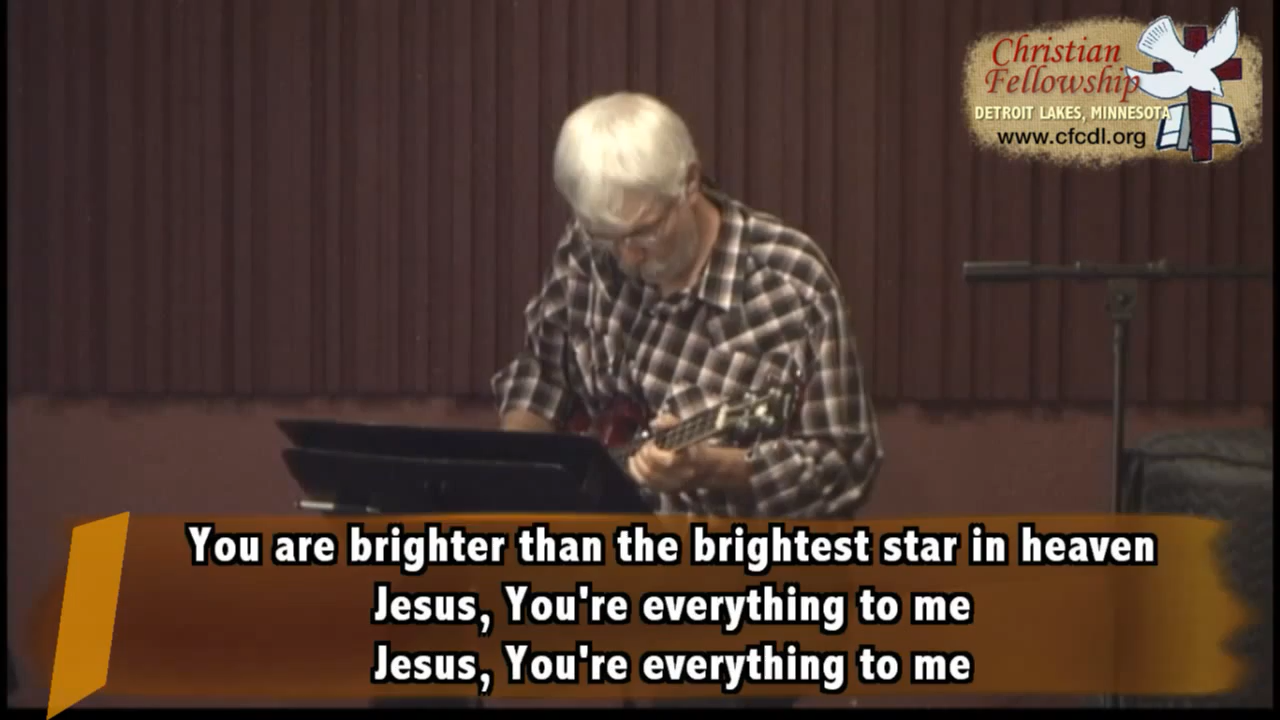 Christian
Fellowship
DETROIT LAKES, MINNESOTA
www.cfcdl.org
You are brighter than the brightest star in heaven
Jesus, You're everything to me
Jesus, You're everything to me